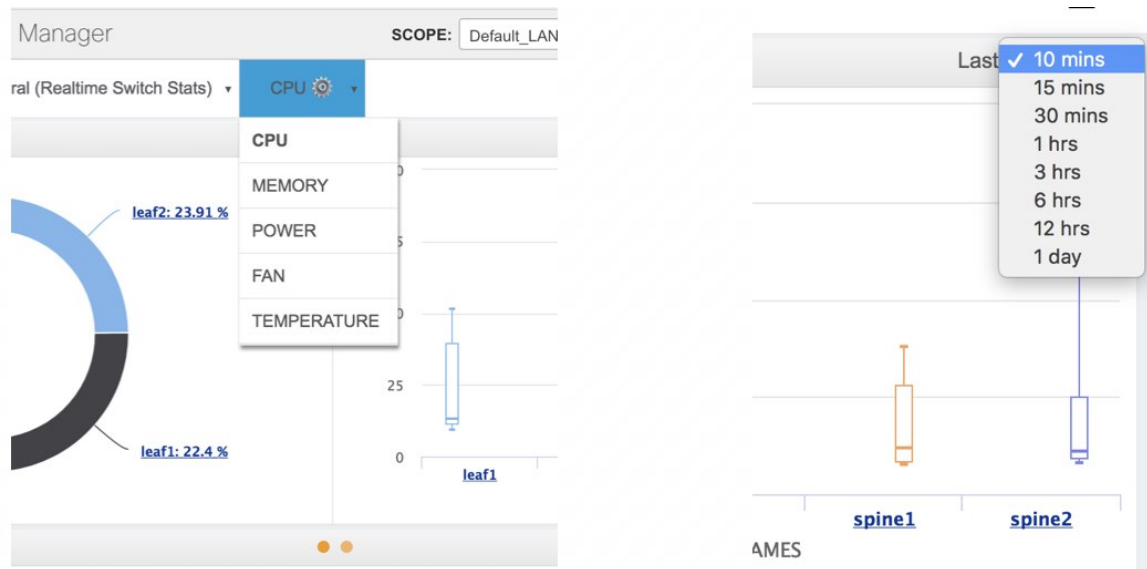 Manager
SCOPE: Default_LAN
ral (Realtime Switch Stats)
CPU
CPU
MEMORY
POWER
FAN
TEMPERATURE
leaf2: 23.91 %
leaf1: 22.4 %
25
0
leaf1
Last
✓ 10 mins
15 mins
30 mins
1 hrs
3 hrs
6 hrs
12 hrs
1 day
spine1
spine2
AMES